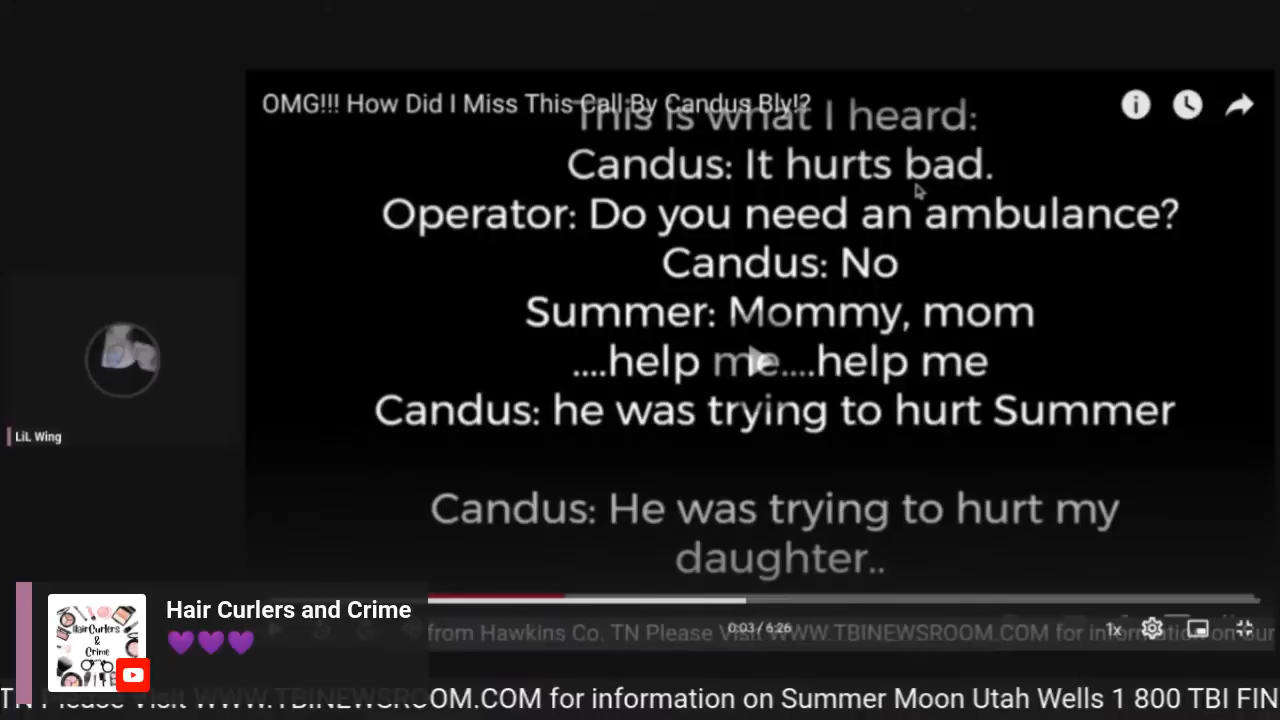 OMG!!! How Did I Miss This Call By Candus Bly!?
This is what I heard:
Candus: It hurts bad.
Operator: Do you need an ambulance?
Candus: No
Summer: Mommy, mom
....help me....help me
Candus: he was trying to hurt Summer
LiL Wing
Candus: He was trying to hurt my
daughter..
Hair Curlers and Crime
💜💜💜
HairCurlers
&
Crime
0:03 / 6:26
1x
from Hawkins Co. TN Please Visit WWW.TBINEWSROOM.COM for information on our
TN Please Visit WWW.TBINEWSROOM.COM for information on Summer Moon Utah Wells 1 800 TBI FIN